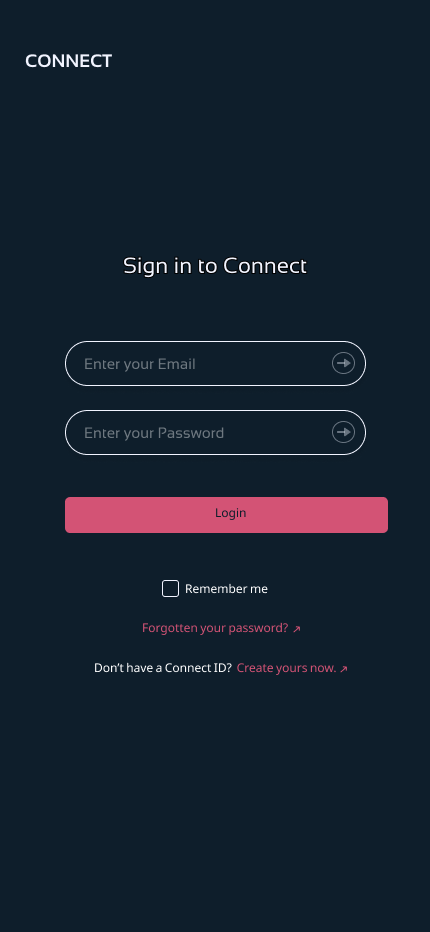 CONNECT
Sign in to Connect
Enter your Email
Enter your Password
Login
Remember me
Forgotten your password? ↗
Don’t have a Connect ID? Create yours now. ↗